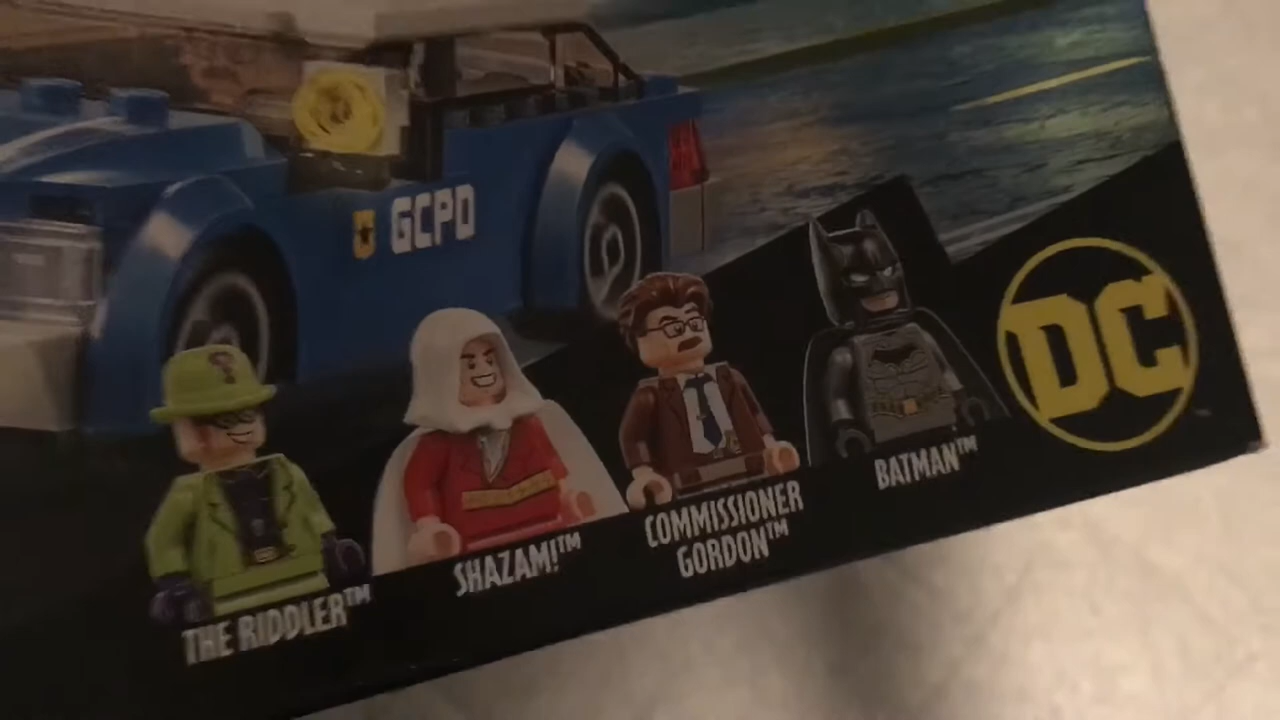 GCPD
THE RIDDLER™
SHAZAM!™
COMMISSIONER
GORDON™
BATMAN™
DC
?